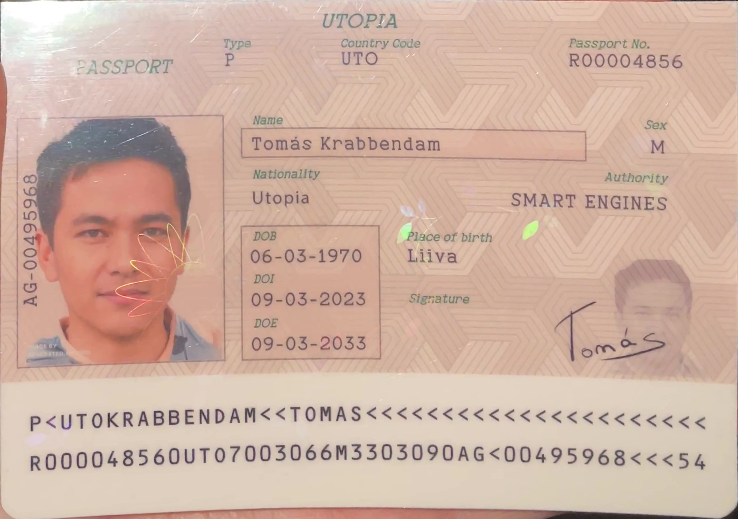 UTOPIA
PASSPORT
Type
P
Country Code
UTO
Passport No.
R00004856
Name
Tomás Krabbendam
Sex
M
Nationality
Utopia
Authority
SMART ENGINES
AG-00495968
DOB
06-03-1970
Place of birth
Liiva
DOI
09-03-2023
Signature
DOE
09-03-2033
Tomás
P<UTOKRABBENDAM<<TOMAS<<<<<<<<<<<<<<<<<<<<<<
R000048560UTO7003066M3303090AG<00495968<<<54